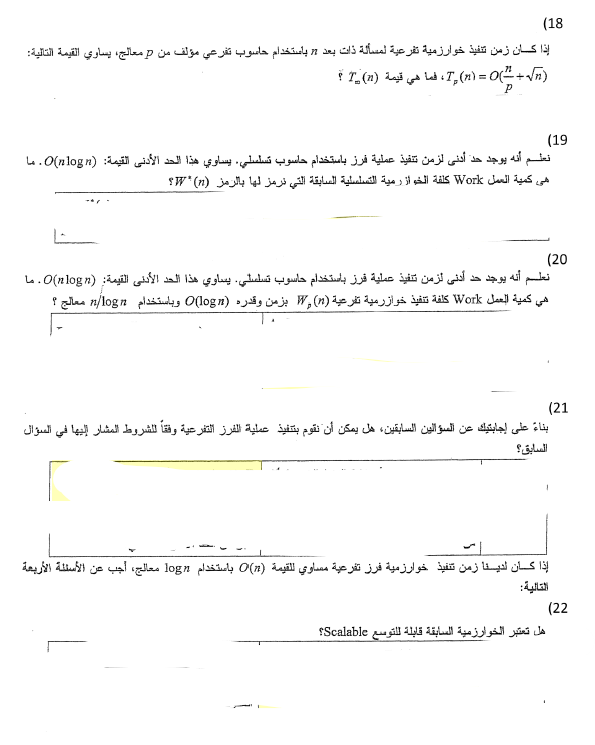 (18
إذا كـــان زمن تنفيذ خوارزمية تفرعية لمسألة ذات بعد n باستخدام حاسوب تفرعي مؤلف من p معالج، يساوي القيمة التالية:
T_p(n) = O(n/p + √n)، فما هي قيمة T_∞(n) ؟
(19
نعلـــم أنه يوجد حد أدنى لزمن تنفيذ عملية فرز باستخدام حاسوب تسلسلي. يساوي هذا الحد الأدنى القيمة: O(n log n). ما
هي كمية العمل Work كلفة الخوارزمية التسلسلية السابقة التي نرمز لها بالرمز W*(n)؟
(20
نعلـــم أنه يوجد حد أدنى لزمن تنفيذ عملية فرز باستخدام حاسوب تسلسلي. يساوي هذا الحد الأدنى القيمة: O(n log n). ما
هي كمية العمل Work كلفة تنفيذ خوارزمية تفرعية W_p(n) بزمن وقدره O(log n) وباستخدام n/log n معالج ؟
(21
بناءً على إجابتيك عن السؤالين السابقين، هل يمكن أن نقوم بتنفيذ عملية الفرز التفرعية وفقاً للشروط المشار إليها في السؤال
السابق؟
إذا كـــان لديـــنا زمن تنفيذ خوارزمية فرز تفرعية مساوي للقيمة O(n) باستخدام log n معالج، أجب عن الأسئلة الأربعة
التالية:
(22
هل تعتبر الخوارزمية السابقة قابلة للتوسع Scalable؟